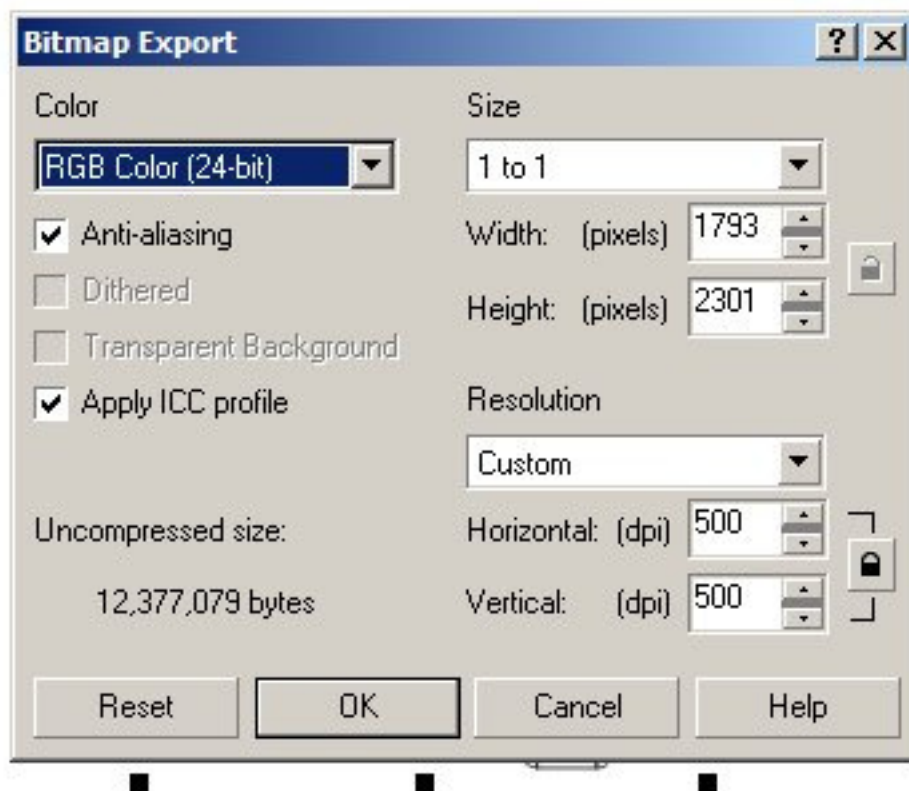 Bitmap Export
Color
RGB Color (24-bit)
Anti-aliasing
Dithered
Transparent Background
Apply ICC profile
Uncompressed size:
12,377,079 bytes
Size
1 to 1
Width: (pixels) 1793
Height: (pixels) 2301
Resolution
Custom
Horizontal: (dpi) 500
Vertical: (dpi) 500
Reset OK Cancel Help